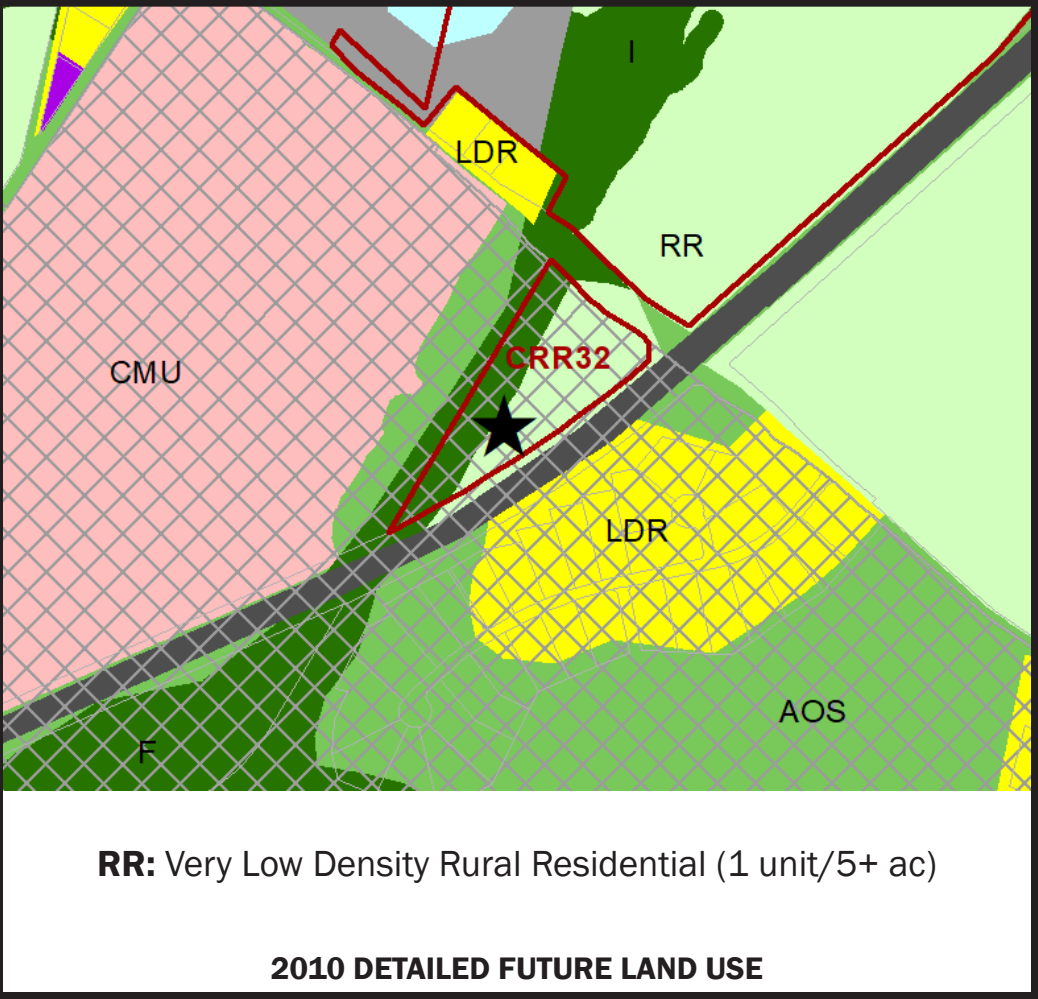 I
LDR
RR
CRR32
CMU
LDR
AOS
F
RR: Very Low Density Rural Residential (1 unit/5+ ac)
2010 DETAILED FUTURE LAND USE